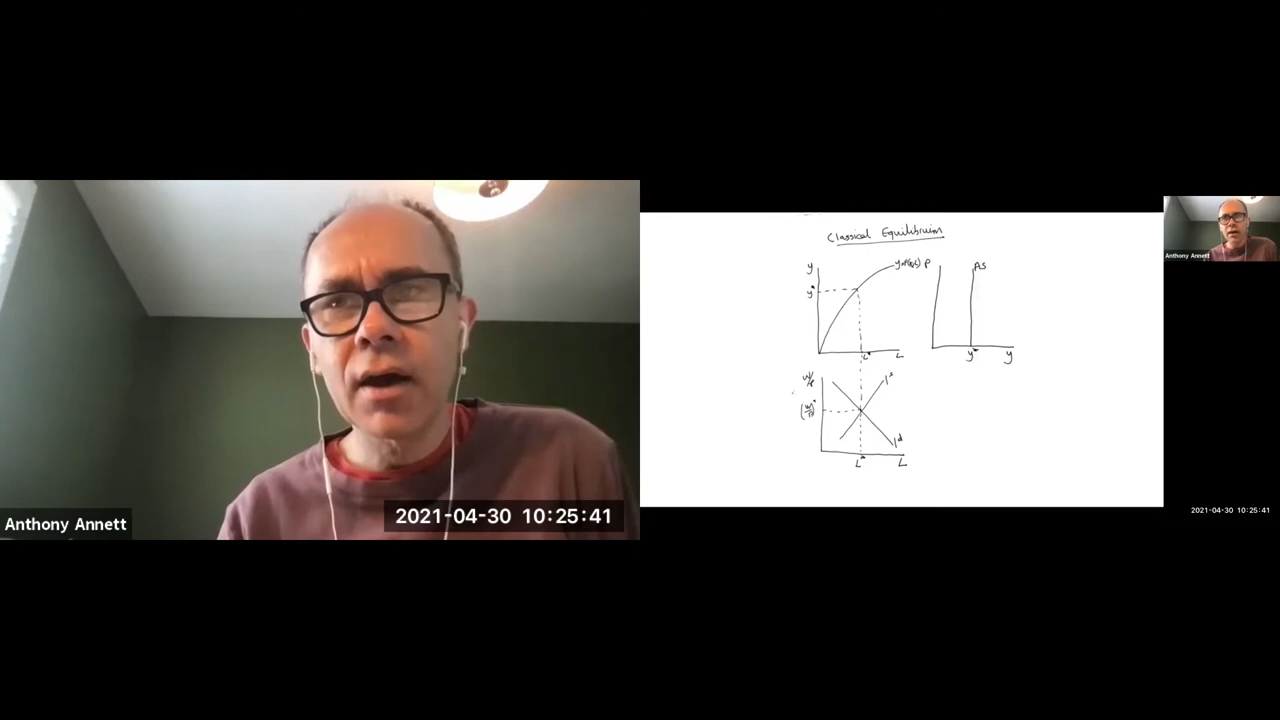 Classical Equilibrium
y
y*
L*
L
P
AS
y*
y
W/P
(W/P)*
l^s
l^d
L*
L
Anthony Annett
2021-04-30 10:25:41
Anthony Annett
2021-04-30 10:25:41